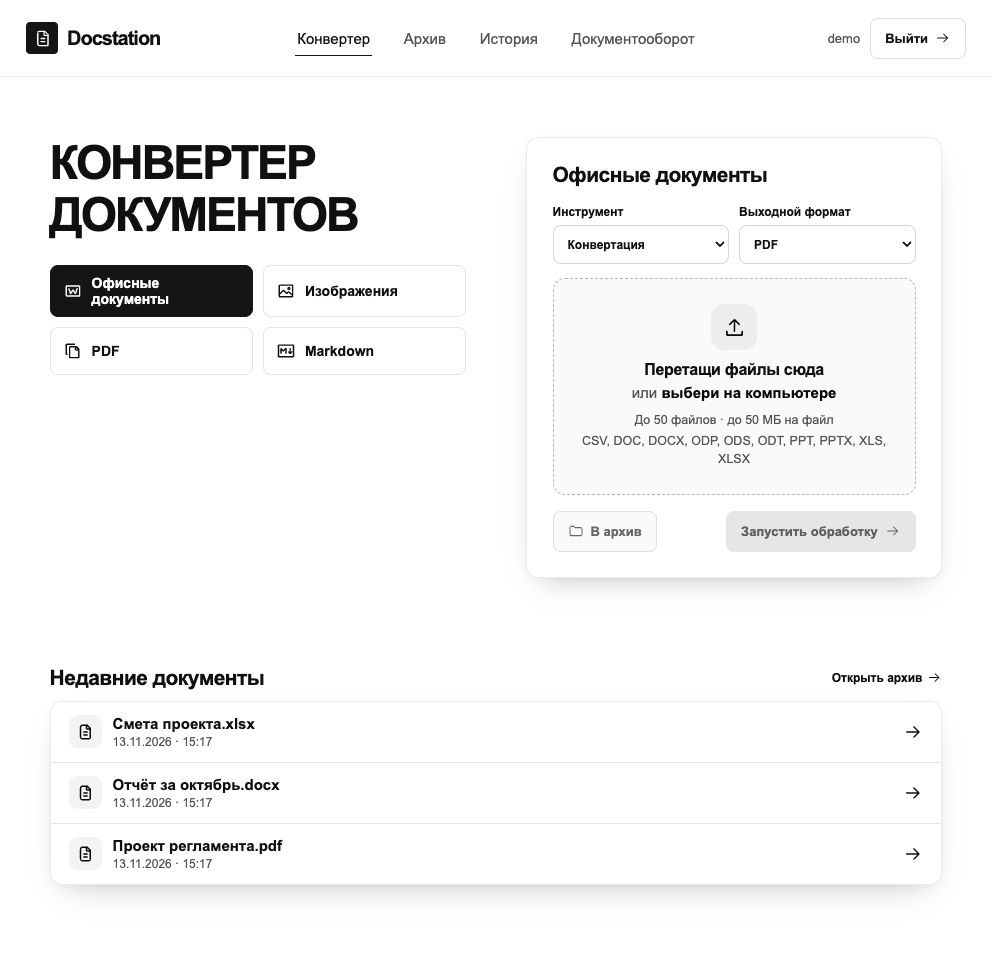 Docstation
Конвертер
Архив
История
Документооборот
demo
Выйти
КОНВЕРТЕР
ДОКУМЕНТОВ
Офисные
документы
Изображения
PDF
Markdown
Офисные документы
Инструмент
Выходной формат
Конвертация
PDF
Перетащи файлы сюда
или выбери на компьютере
До 50 файлов · до 50 МБ на файл
CSV, DOC, DOCX, ODP, ODS, ODT, PPT, PPTX, XLS,
XLSX
В архив
Запустить обработку
Недавние документы
Открыть архив
Смета проекта.xlsx
13.11.2026 · 15:17
Отчёт за октябрь.docx
13.11.2026 · 15:17
Проект регламента.pdf
13.11.2026 · 15:17